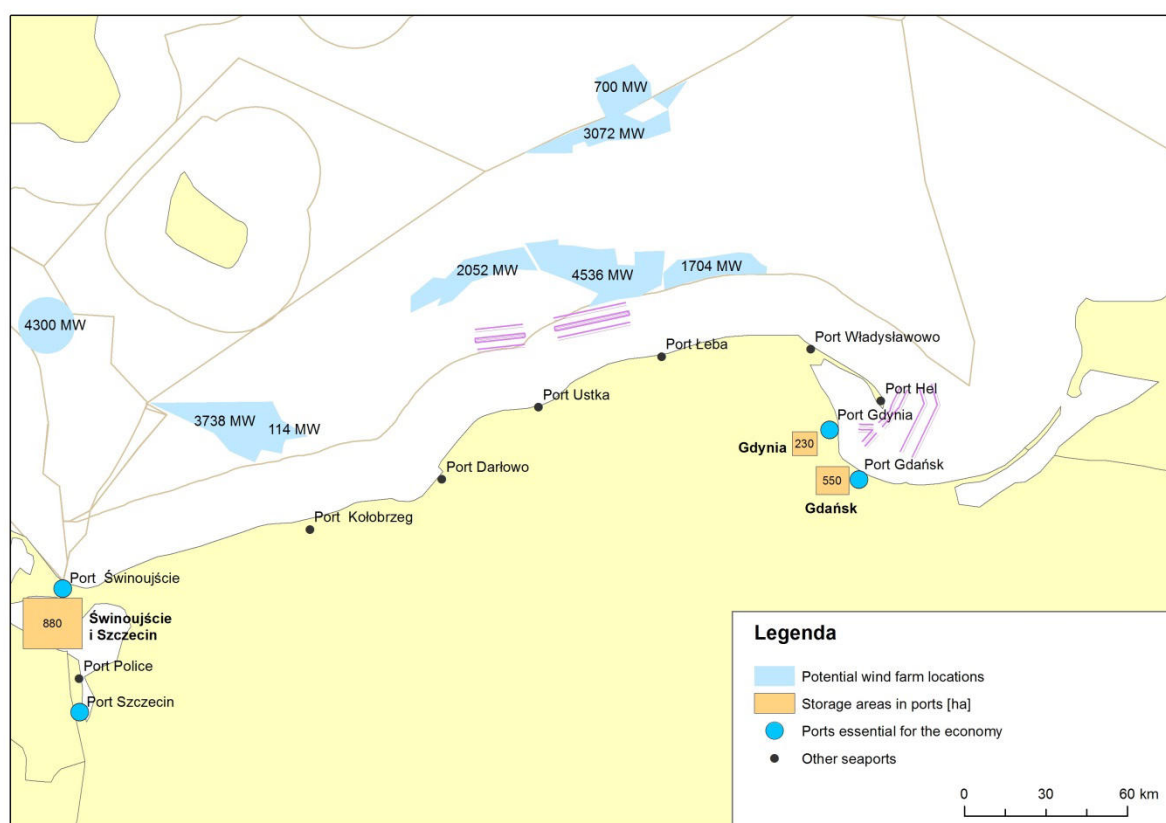 700 MW
3072 MW
2052 MW
4536 MW
1704 MW
4300 MW
Port Władysławowo
Port Łeba
Port Hel
Port Ustka
3738 MW
114 MW
Port Gdynia
Gdynia
230
Port Gdańsk
Port Darłowo
550
Gdańsk
Port Kołobrzeg
Port Świnoujście
880
Świnoujście
i Szczecin
Port Police
Port Szczecin
Legenda
Potential wind farm locations
Storage areas in ports [ha]
Ports essential for the economy
Other seaports
0 30 60 km